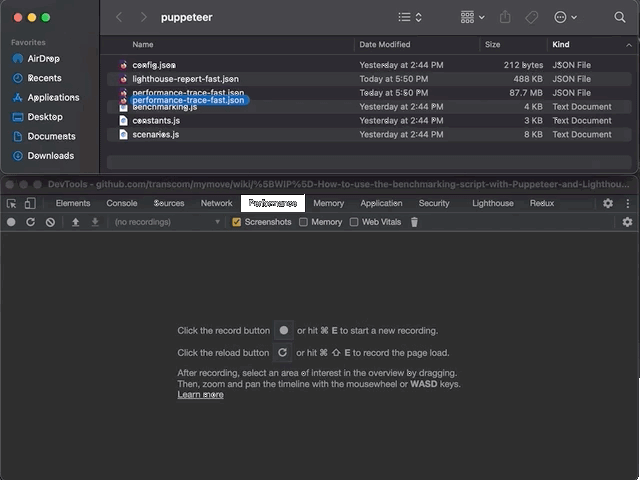 puppeteer
Favorites
AirDrop
Recents
Applications
Desktop
Documents
Downloads
Name Date Modified Size Kind
config.json Yesterday at 2:44 PM 212 bytes JSON File
lighthouse-report-fast.json Today at 5:50 PM 488 KB JSON File
performance-trace-fast.json Today at 5:50 PM 87.7 MB JSON File
performance-trace-fast.json
benchmarking.js Yesterday at 2:44 PM 4 KB Text Document
constants.js Yesterday at 2:44 PM 3 KB Text Document
scenarios.js Yesterday at 2:44 PM 8 KB Text Document
DevTools - github.com/transcom/mymove/wiki/%5BWIP%5D-How-to-use-the-benchmarking-script-with-Puppeteer-and-Lighthou...
Elements Console Sources Network Performance Memory Application Security Lighthouse Redux
(no recordings) Screenshots Memory Web Vitals
Click the record button or hit ⌘ E to start a new recording.
Click the reload button or hit ⌘ ⇧ E to record the page load.
After recording, select an area of interest in the overview by dragging.
Then, zoom and pan the timeline with the mousewheel or WASD keys.
Learn more